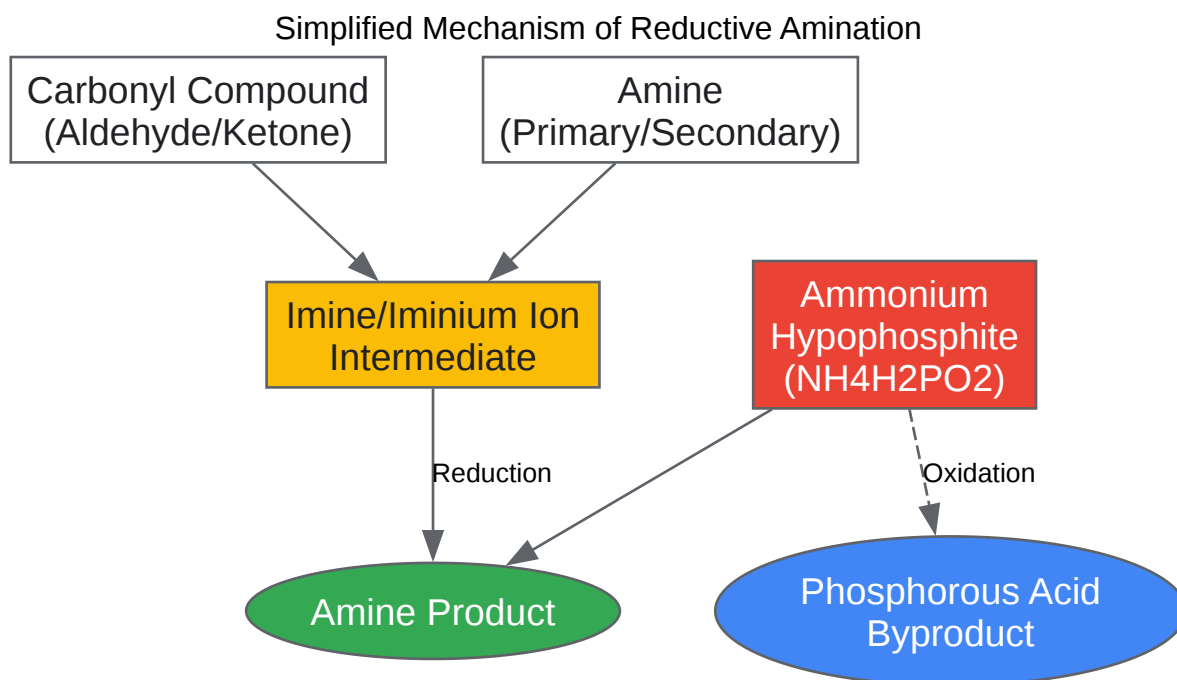 Simplified Mechanism of Reductive Amination
Carbonyl Compound
(Aldehyde/Ketone)
Amine
(Primary/Secondary)
Imine/Iminium Ion
Intermediate
Ammonium
Hypophosphite
(NH4H2PO2)
Reduction
Oxidation
Amine Product
Phosphorous Acid
Byproduct